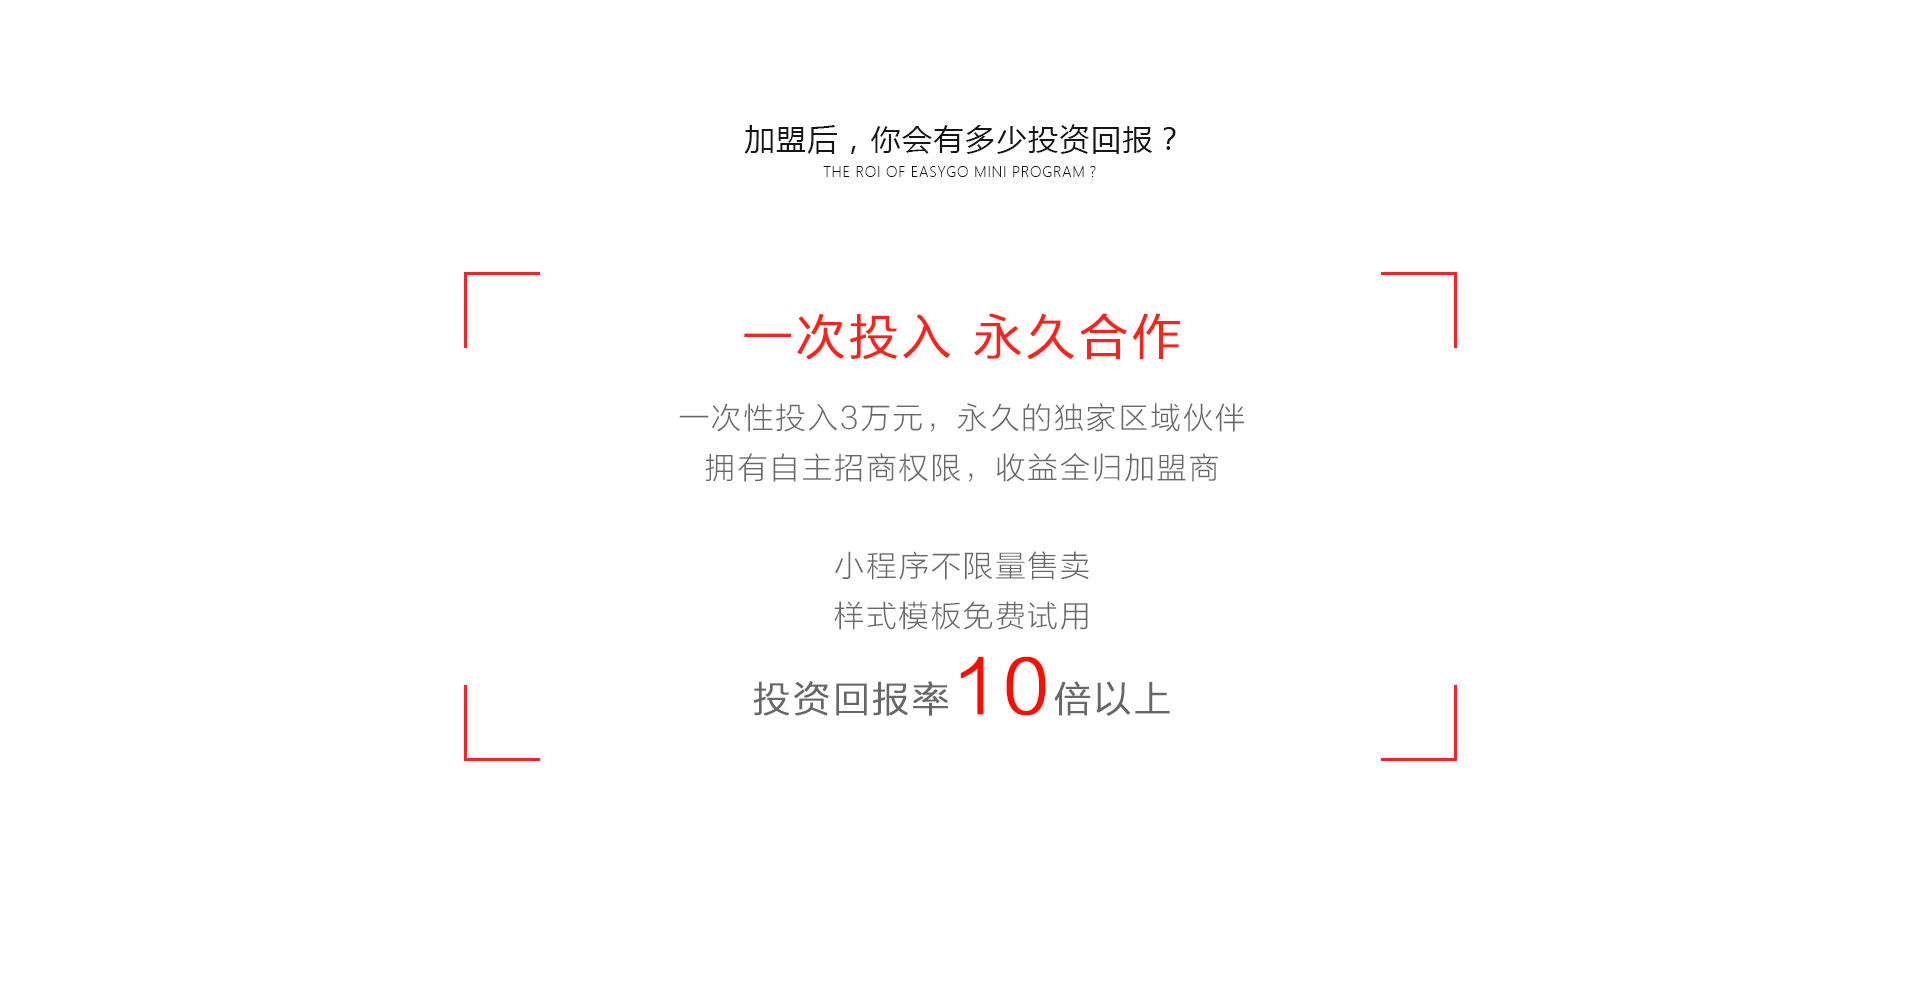 加盟后，你会有多少投资回报？
THE ROI OF EASYGO MINI PROGRAM ?
一次投入 永久合作
一次性投入3万元，永久的独家区域伙伴
拥有自主招商权限，收益全归加盟商
小程序不限量售卖
样式模板免费试用
投资回报率10倍以上